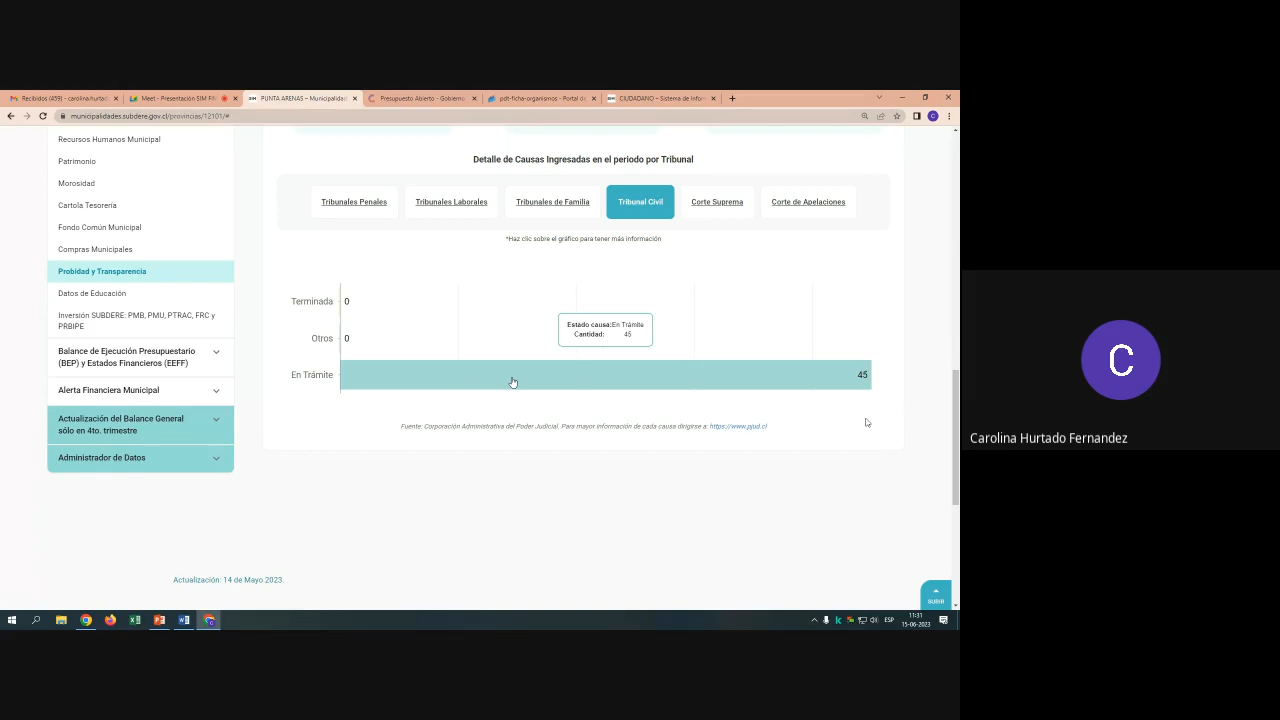 Recibidos (459) - carolina.hurtad
Meet - Presentación SIM FIM
PUNTA ARENAS – Municipalidad
Presupuesto Abierto - Gobierno
pdt-ficha-organismos - Portal de
CIUDADANO – Sistema de Infor
municipalidades.subdere.gov.cl/provincias/12101/#
Recursos Humanos Municipal
Patrimonio
Morosidad
Cartola Tesorería
Fondo Común Municipal
Compras Municipales
Probidad y Transparencia
Datos de Educación
Inversión SUBDERE: PMB, PMU, PTRAC, FRC y
PRBIPE
Balance de Ejecución Presupuestario
(BEP) y Estados Financieros (EEFF)
Alerta Financiera Municipal
Actualización del Balance General
sólo en 4to. trimestre
Administrador de Datos
Detalle de Causas Ingresadas en el periodo por Tribunal
Tribunales Penales
Tribunales Laborales
Tribunales de Familia
Tribunal Civil
Corte Suprema
Corte de Apelaciones
*Haz clic sobre el gráfico para tener más información
Terminada 0
Otros 0
En Trámite 45
Estado causa:En Trámite
Cantidad: 45
Fuente: Corporación Administrativa del Poder Judicial. Para mayor información de cada causa dirigirse a: https://www.pjud.cl
Actualización: 14 de Mayo 2023.
SUBIR
ESP
11:31
15-06-2023
C
Carolina Hurtado Fernandez